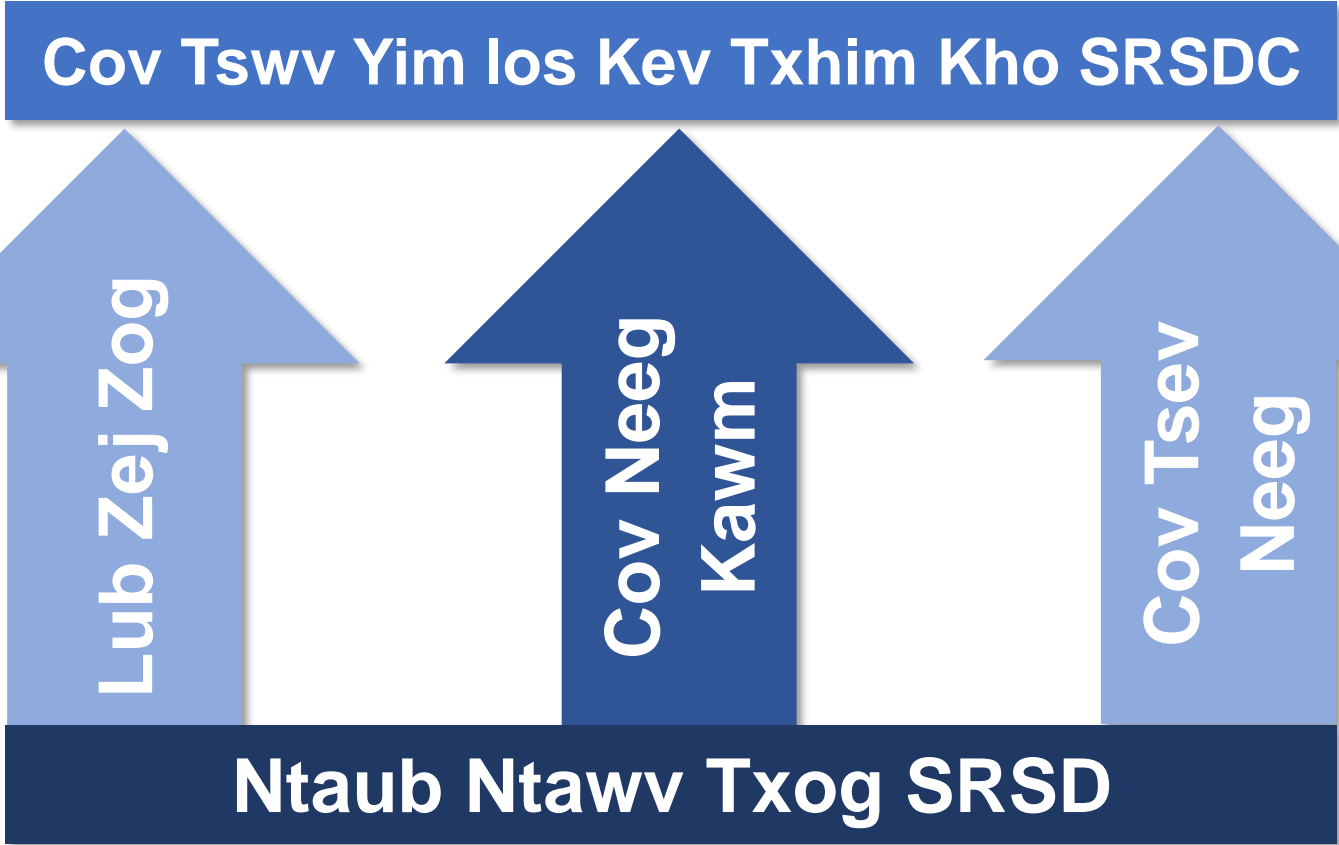 Cov Tswv Yim los Kev Txhim Kho SRSDC
Lub Zej Zog
Cov Neeg
Kawm
Cov Tsev
Neeg
Ntaub Ntawv Txog SRSD